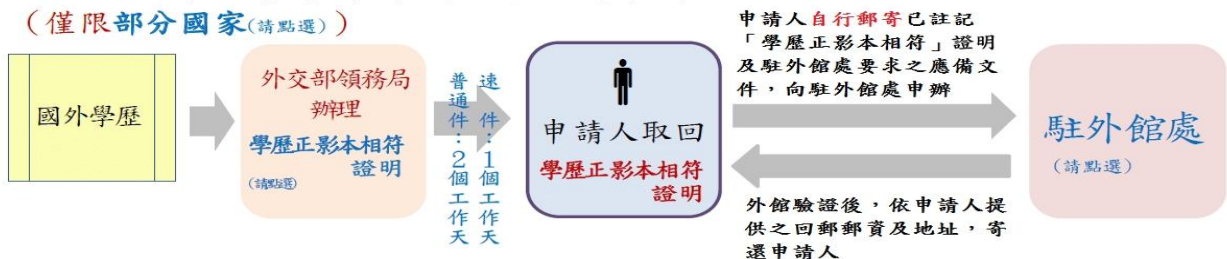 （僅限部分國家(請點選)）
國外學歷
外交部領務局
辦理
學歷正影本相符
證明
(請點選)
速　件：1個工作天
普通件：2個工作天
申請人取回
學歷正影本相符
證明
申請人自行郵寄已註記
「學歷正影本相符」證明
及駐外館處要求之應備文
件，向駐外館處申辦
外館驗證後，依申請人提
供之回郵郵資及地址，寄
還申請人
駐外館處
(請點選)